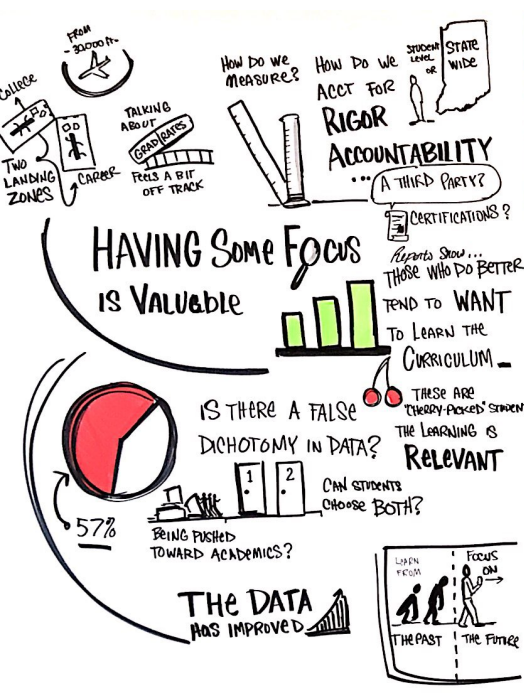 FROM
-30,000 ft-
COLLEGE
TWO
LANDING
ZONES
CAREER
TALKING
ABOUT
GRAD RATES
FEELS A BIT
OFF TRACK
HOW DO WE
MEASURE?
HOW DO WE
ACCT FOR
RIGOR
ACCOUNTABILITY
...
STUDENT
LEVEL
OR
STATE
WIDE
A THIRD PARTY?
CERTIFICATIONS?
HAVING SOME FOCUS
IS VALUABLE
Reports Show...
THOSE WHO DO BETTER
TEND TO WANT
TO LEARN THE
CURRICULUM
THESE ARE
"CHERRY-PICKED" STUDEN
THE LEARNING IS
RELEVANT
57%
IS THERE A FALSE
DICHOTOMY IN DATA?
1 2
CAN STUDENTS
CHOOSE BOTH?
BEING PUSHED
TOWARD ACADEMICS?
THE DATA
HAS IMPROVED
LEARN
FROM
THE PAST
FOCUS
ON
THE FUTURE